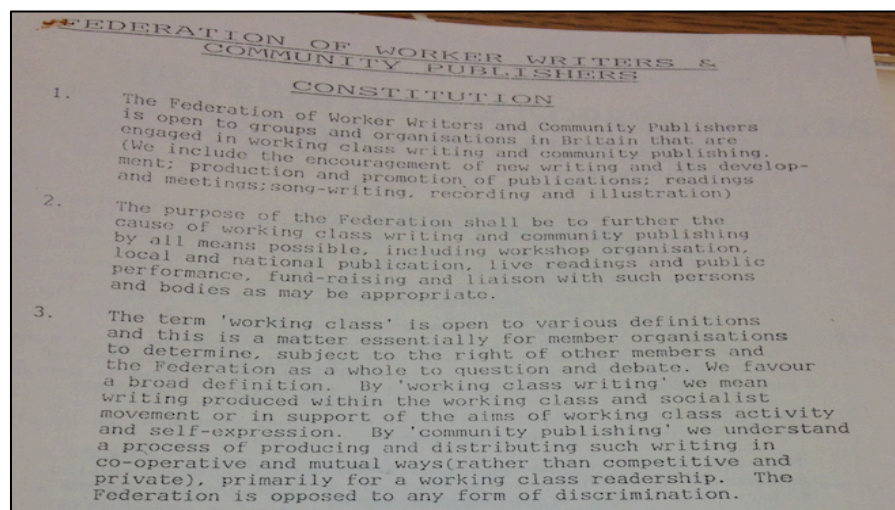 FEDERATION OF WORKER WRITERS &
COMMUNITY PUBLISHERS
CONSTITUTION
1. The Federation of Worker Writers and Community Publishers
is open to groups and organisations in Britain that are
engaged in working class writing and community publishing.
(We include the encouragement of new writing and its develop-
ment; production and promotion of publications; readings
and meetings;song-writing, recording and illustration)
2. The purpose of the Federation shall be to further the
cause of working class writing and community publishing
by all means possible, including workshop organisation,
local and national publication, live readings and public
performance, fund-raising and liaison with such persons
and bodies as may be appropriate.
3. The term 'working class' is open to various definitions
and this is a matter essentially for member organisations
to determine, subject to the right of other members and
the Federation as a whole to question and debate. We favour
a broad definition. By 'working class writing' we mean
writing produced within the working class and socialist
movement or in support of the aims of working class activity
and self-expression. By 'community publishing' we understand
a process of producing and distributing such writing in
co-operative and mutual ways(rather than competitive and
private), primarily for a working class readership. The
Federation is opposed to any form of discrimination.